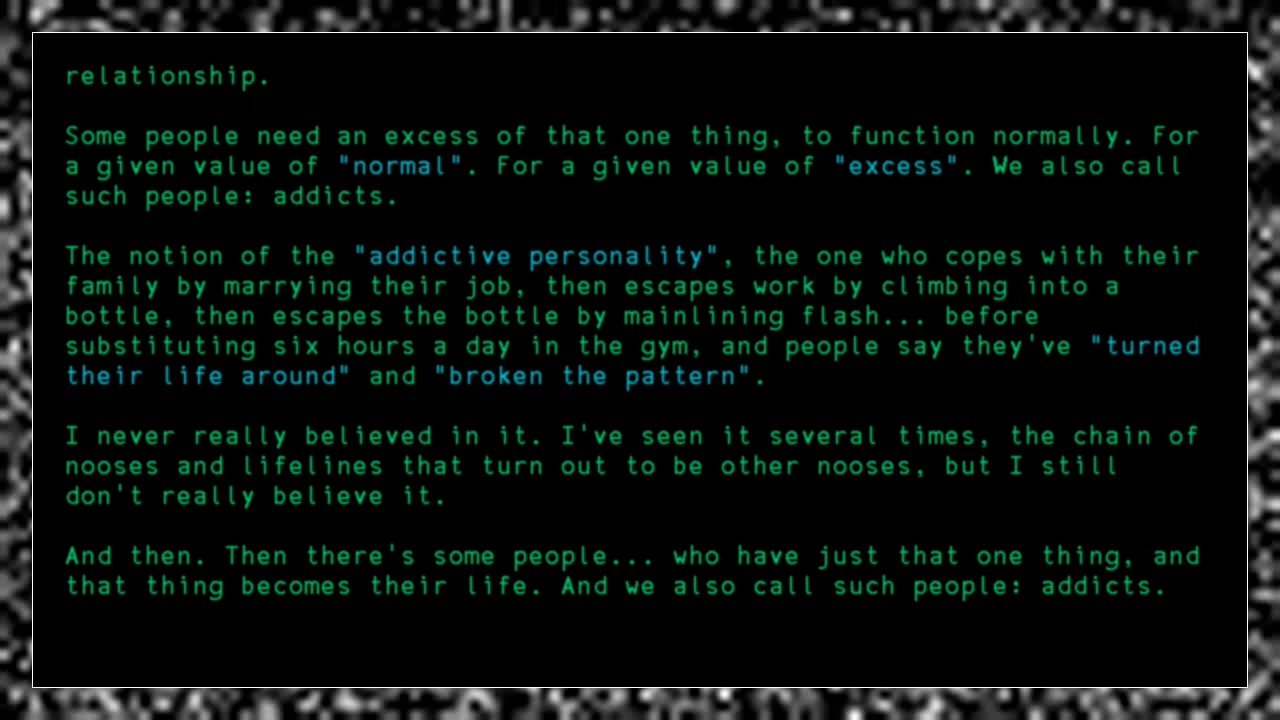 relationship.
Some people need an excess of that one thing, to function normally. For
a given value of "normal". For a given value of "excess". We also call
such people: addicts.
The notion of the "addictive personality", the one who copes with their
family by marrying their job, then escapes work by climbing into a
bottle, then escapes the bottle by mainlining flash... before
substituting six hours a day in the gym, and people say they've "turned
their life around" and "broken the pattern".
I never really believed in it. I've seen it several times, the chain of
nooses and lifelines that turn out to be other nooses, but I still
don't really believe it.
And then. Then there's some people... who have just that one thing, and
that thing becomes their life. And we also call such people: addicts.